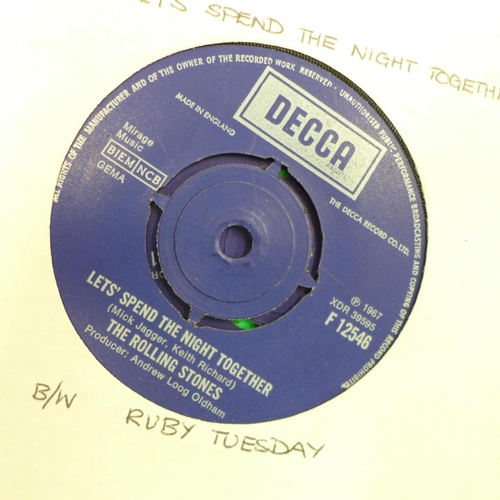 LETS SPEND THE NIGHT TOGETHE
ALL RIGHTS OF THE MANUFACTURER AND OF THE OWNER OF THE RECORDED WORK RESERVED · UNAUTHORISED PUBLIC PERFORMANCE BROADCASTING AND COPYING OF THIS RECORD PROHIBITED
DECCA
MADE IN ENGLAND
THE DECCA RECORD CO. LTD.
Mirage
Music
BIEM NCB
GEMA
℗ 1967
XDR 39595
F 12546
LETS' SPEND THE NIGHT TOGETHER
(Mick Jagger, Keith Richard)
THE ROLLING STONES
Producer: Andrew Loog Oldham
B/W RUBY TUESDAY